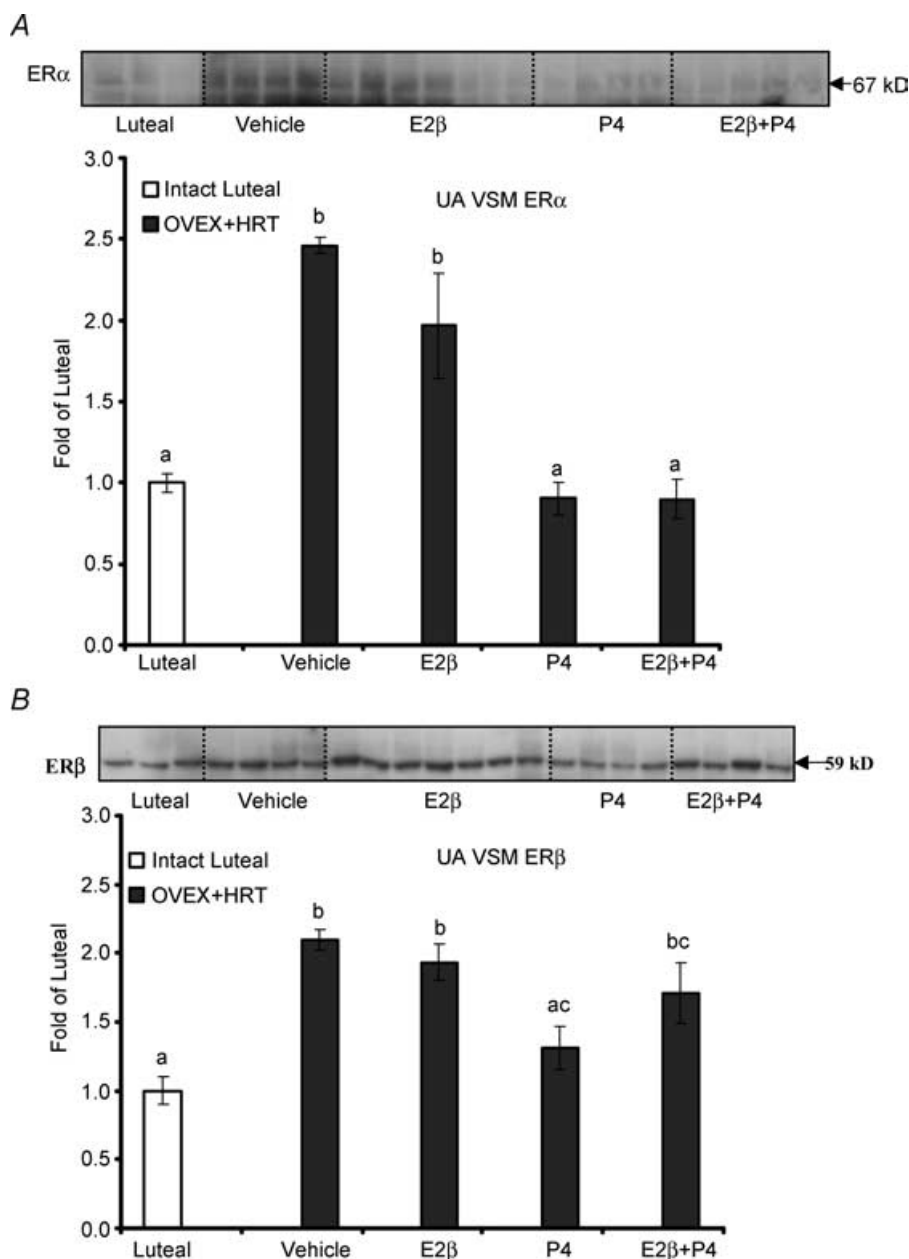 A
ERα
67 kD
Luteal Vehicle E2β P4 E2β+P4
3.0
Intact Luteal
UA VSM ERα
OVEX+HRT
b
2.5
b
2.0
Fold of Luteal
1.5
a
a
a
1.0
0.5
0.0
Luteal Vehicle E2β P4 E2β+P4
B
ERβ
59 kD
Luteal Vehicle E2β P4 E2β+P4
3.0
Intact Luteal
UA VSM ERβ
OVEX+HRT
2.5
b
b
bc
2.0
Fold of Luteal
ac
1.5
a
1.0
0.5
0.0
Luteal Vehicle E2β P4 E2β+P4